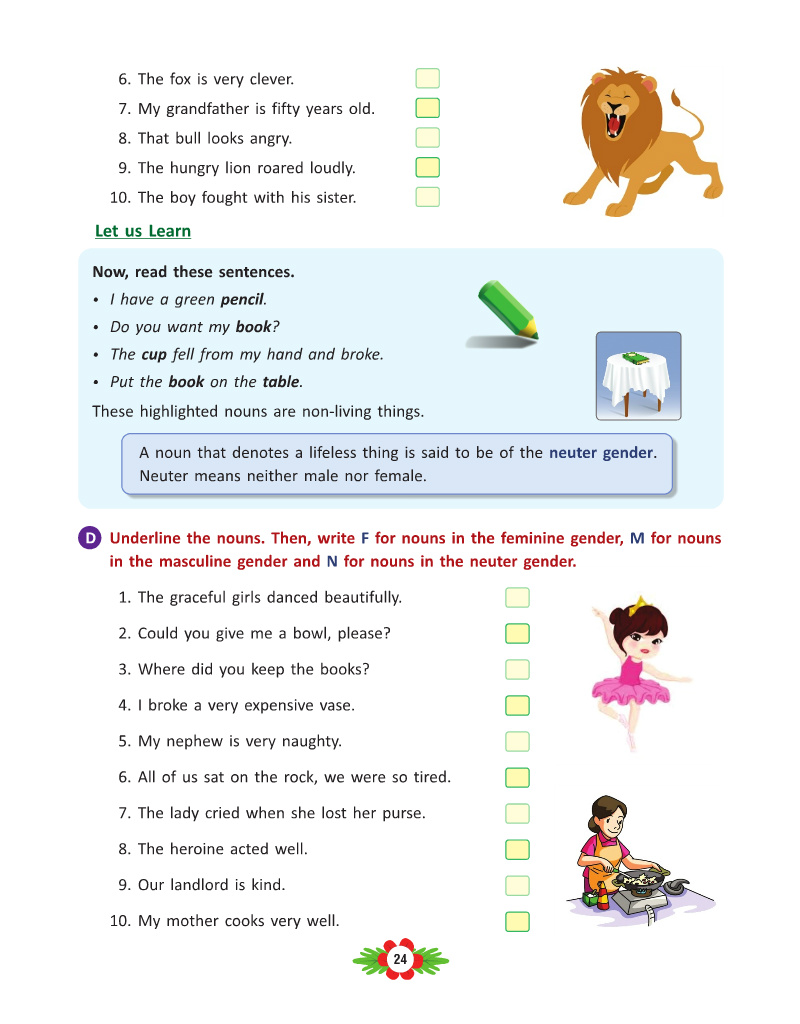 6. The fox is very clever.
7. My grandfather is fifty years old.
8. That bull looks angry.
9. The hungry lion roared loudly.
10. The boy fought with his sister.
Let us Learn
Now, read these sentences.
• I have a green pencil.
• Do you want my book?
• The cup fell from my hand and broke.
• Put the book on the table.
These highlighted nouns are non-living things.
A noun that denotes a lifeless thing is said to be of the neuter gender.
Neuter means neither male nor female.
D Underline the nouns. Then, write F for nouns in the feminine gender, M for nouns
in the masculine gender and N for nouns in the neuter gender.
1. The graceful girls danced beautifully.
2. Could you give me a bowl, please?
3. Where did you keep the books?
4. I broke a very expensive vase.
5. My nephew is very naughty.
6. All of us sat on the rock, we were so tired.
7. The lady cried when she lost her purse.
8. The heroine acted well.
9. Our landlord is kind.
10. My mother cooks very well.
24